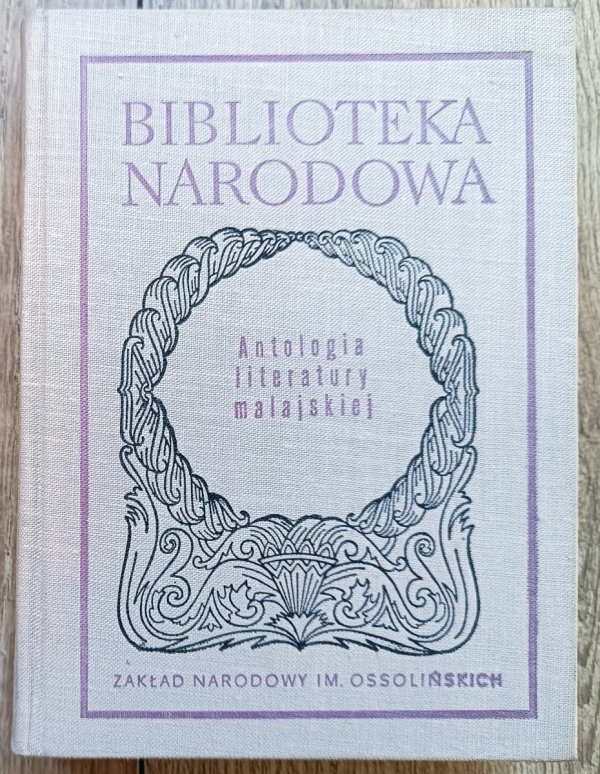 BIBLIOTEKA
NARODOWA
Antologia
literatury
malajskiej
ZAKŁAD NARODOWY IM. OSSOLIŃSKICH